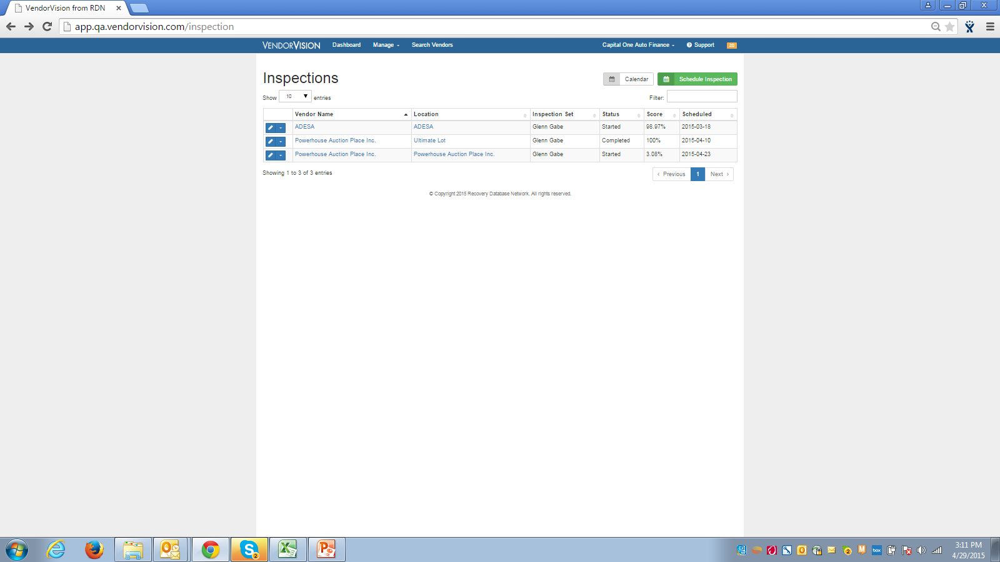 VendorVision from RDN
app.qa.vendorvision.com/inspection
VENDORVISION Dashboard Manage Search Vendors Capital One Auto Finance Support 20
Inspections
Calendar Schedule Inspection
Show 10 entries Filter:
Vendor Name Location Inspection Set Status Score Scheduled
ADESA ADESA Glenn Gabe Started 98.97% 2015-03-18
Powerhouse Auction Place Inc. Ultimate Lot Glenn Gabe Completed 100% 2015-04-10
Powerhouse Auction Place Inc. Powerhouse Auction Place Inc. Glenn Gabe Started 3.08% 2015-04-23
Showing 1 to 3 of 3 entries
‹ Previous 1 Next ›
© Copyright 2015 Recovery Database Network. All rights reserved.
3:11 PM
4/29/2015